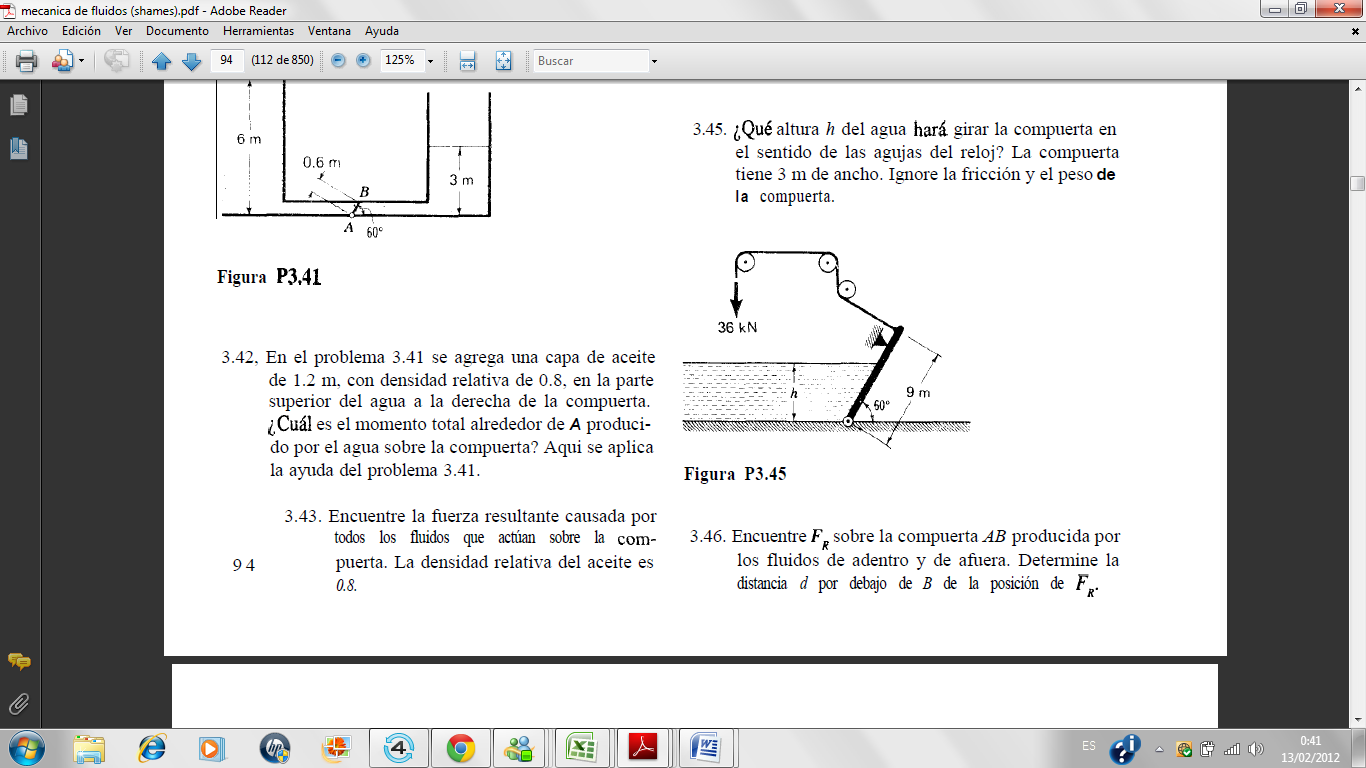 mecanica de fluidos (shames).pdf - Adobe Reader
Archivo Edición Ver Documento Herramientas Ventana Ayuda
94 (112 de 850) 125% Buscar
6 m
0.6 m
B
3 m
A
60°
Figura P3.41
3.42, En el problema 3.41 se agrega una capa de aceite
de 1.2 m, con densidad relativa de 0.8, en la parte
superior del agua a la derecha de la compuerta.
¿Cuál es el momento total alrededor de A produci-
do por el agua sobre la compuerta? Aqui se aplica
la ayuda del problema 3.41.
3.43. Encuentre la fuerza resultante causada por
todos los fluidos que actúan sobre la com-
puerta. La densidad relativa del aceite es
0.8.
94
3.45. ¿Qué altura h del agua hará girar la compuerta en
el sentido de las agujas del reloj? La compuerta
tiene 3 m de ancho. Ignore la fricción y el peso de
la compuerta.
36 kN
h
60°
9 m
Figura P3.45
3.46. Encuentre F_R sobre la compuerta AB producida por
los fluidos de adentro y de afuera. Determine la
distancia d por debajo de B de la posición de F_R.
ES
0:41
13/02/2012